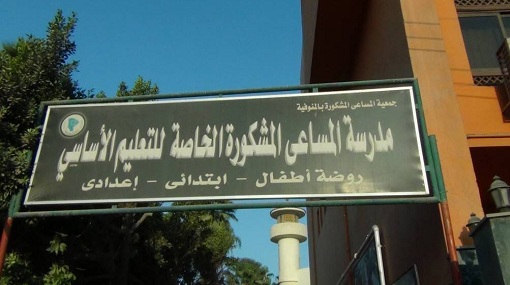 جمعية المساعى المشكورة بالمنوفية
مدرسة المساعى المشكورة الخاصة للتعليم الأساسي
روضة أطفال - ابتدائى - إعدادى